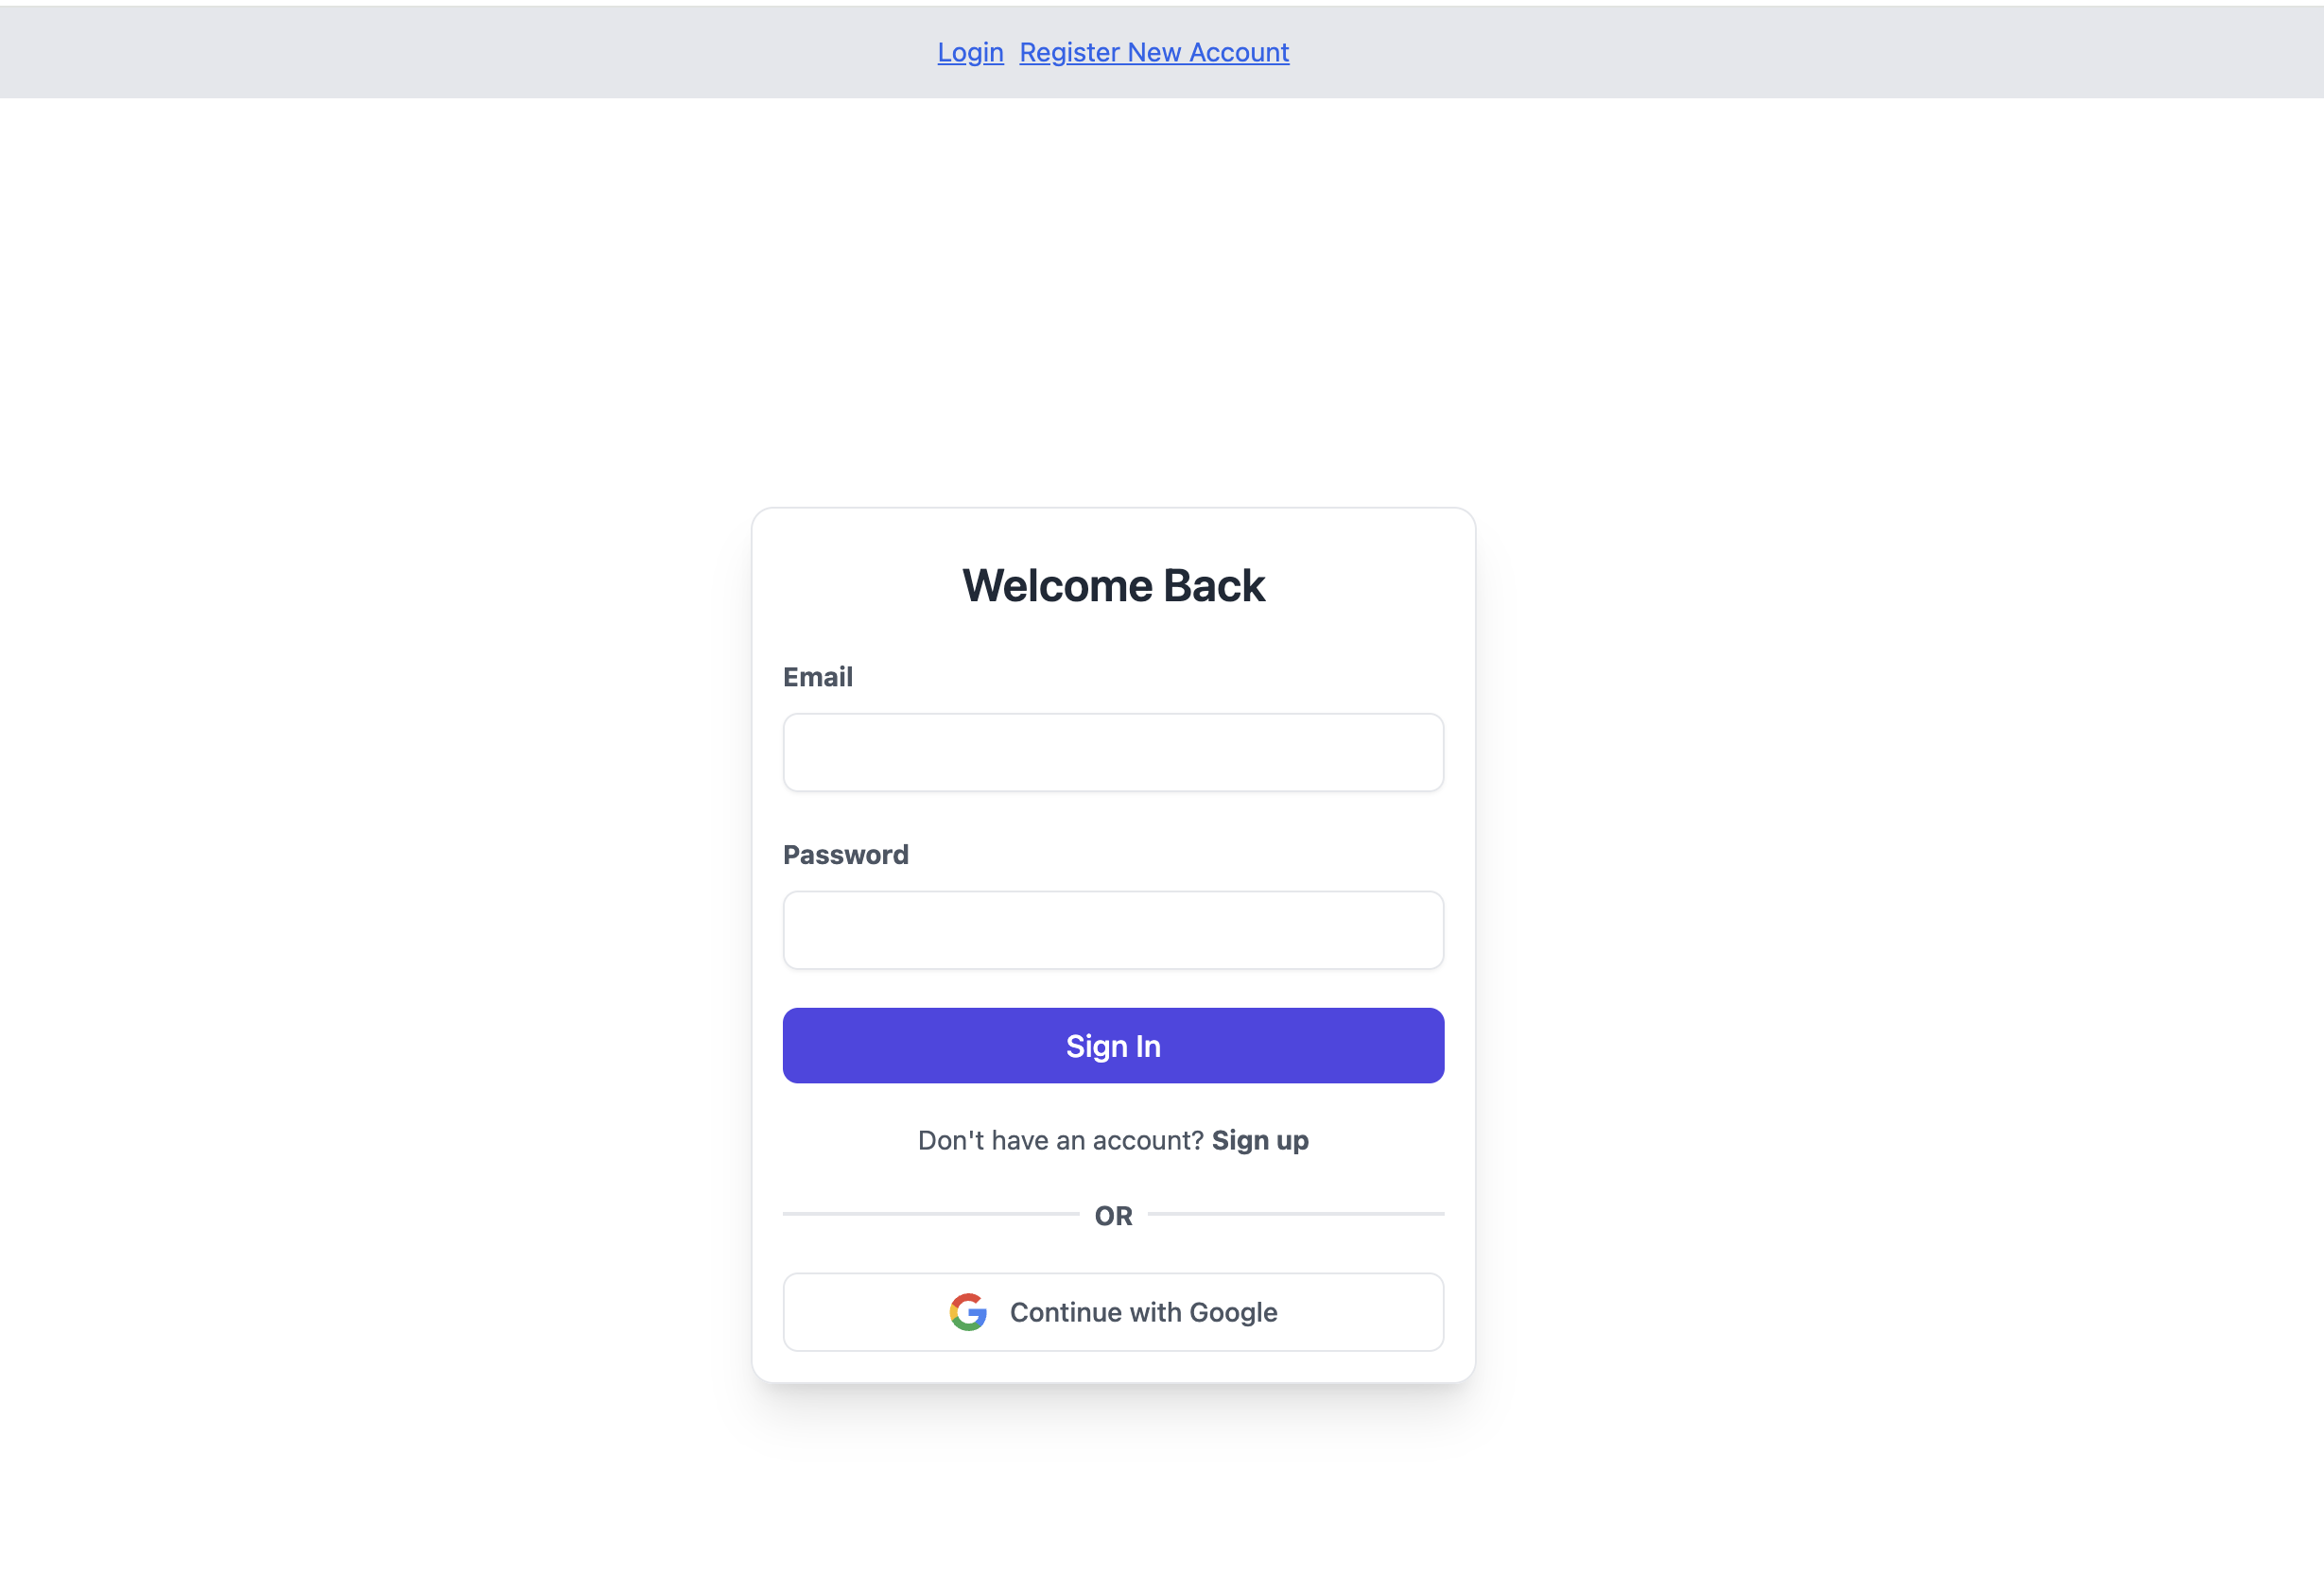 Login Register New Account
Welcome Back
Email
Password
Sign In
Don't have an account? Sign up
OR
Continue with Google